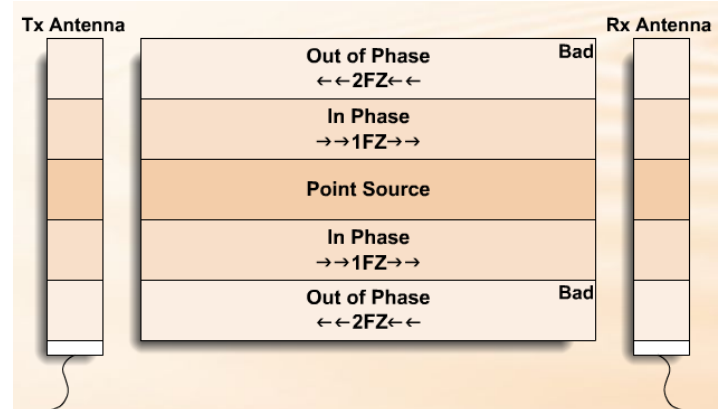 Tx Antenna
Rx Antenna
Out of Phase
Bad
←←2FZ←←
In Phase
→→1FZ→→
Point Source
In Phase
→→1FZ→→
Out of Phase
Bad
←←2FZ←←